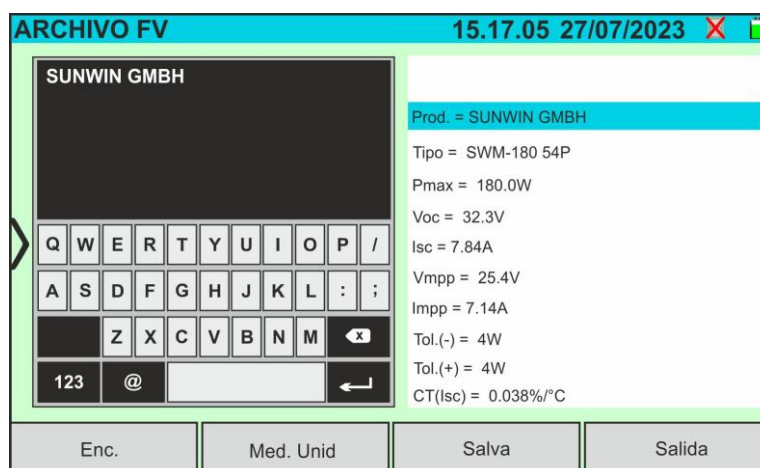 ARCHIVO FV 15.17.05 27/07/2023
SUNWIN GMBH
Q W E R T Y U I O P /
A S D F G H J K L : ;
Z X C V B N M x
123 @
Prod. = SUNWIN GMBH
Tipo = SWM-180 54P
Pmax = 180.0W
Voc = 32.3V
Isc = 7.84A
Vmpp = 25.4V
Impp = 7.14A
Tol.(-) = 4W
Tol.(+) = 4W
CT(Isc) = 0.038%/°C
Enc. Med. Unid Salva Salida